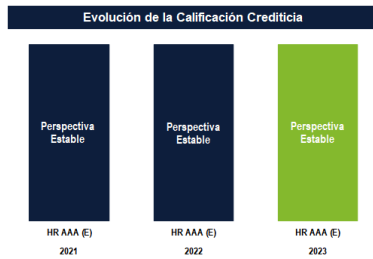 Evolución de la Calificación Crediticia
Perspectiva
Estable
Perspectiva
Estable
Perspectiva
Estable
HR AAA (E)
HR AAA (E)
HR AAA (E)
2021
2022
2023